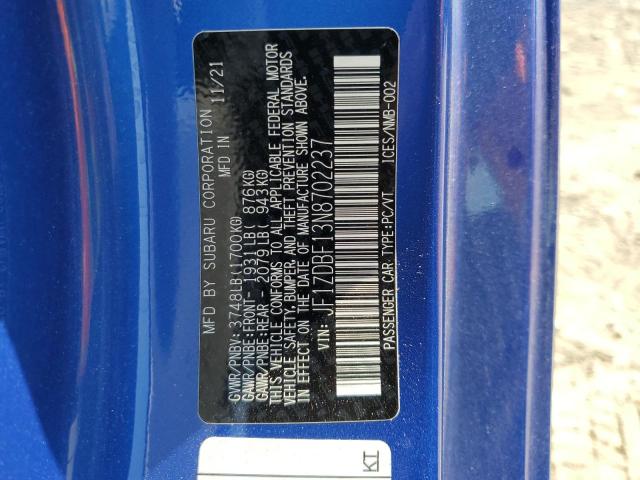 MFD BY SUBARU CORPORATION 11/21
MFD IN
GVWR/PNBV: 3748LB(1700KG)
GAWR/PNBE:FRONT- 1931LB( 876KG)
GAWR/PNBE:REAR - 2079LB( 943KG)
THIS VEHICLE CONFORMS TO ALL APPLICABLE FEDERAL MOTOR
VEHICLE SAFETY,BUMPER, AND THEFT PREVENTION STANDARDS
IN EFFECT ON THE DATE OF MANUFACTURE SHOWN ABOVE.
VIN: JF1ZDBF13N8702237
PASSENGER CAR TYPE:PC/VT ICES/NMB-002
KT